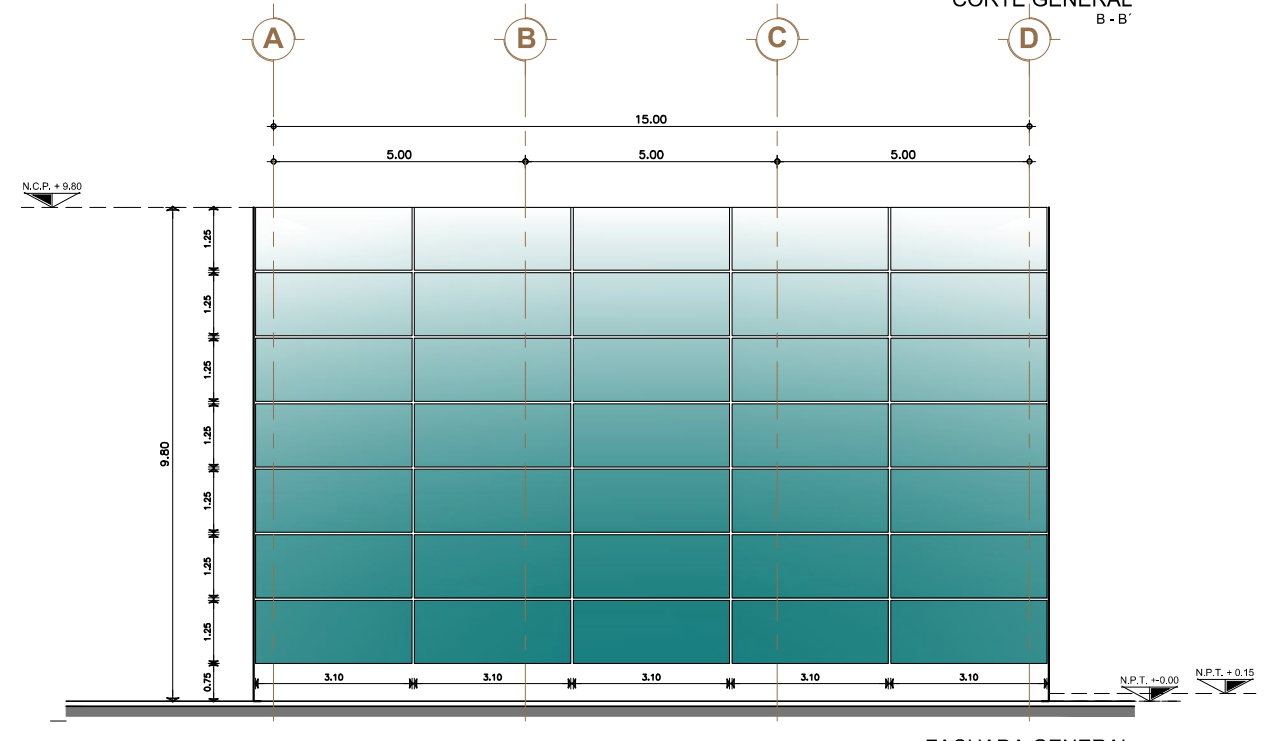 CORTE GENERAL
B - B´
A B C D
15.00
5.00 5.00 5.00
N.C.P. + 9.80
1.25
1.25
1.25
1.25
9.80
1.25
1.25
1.25
0.75
3.10 3.10 3.10 3.10 3.10
N.P.T. +-0.00
N.P.T. + 0.15
FACHADA GENERAL